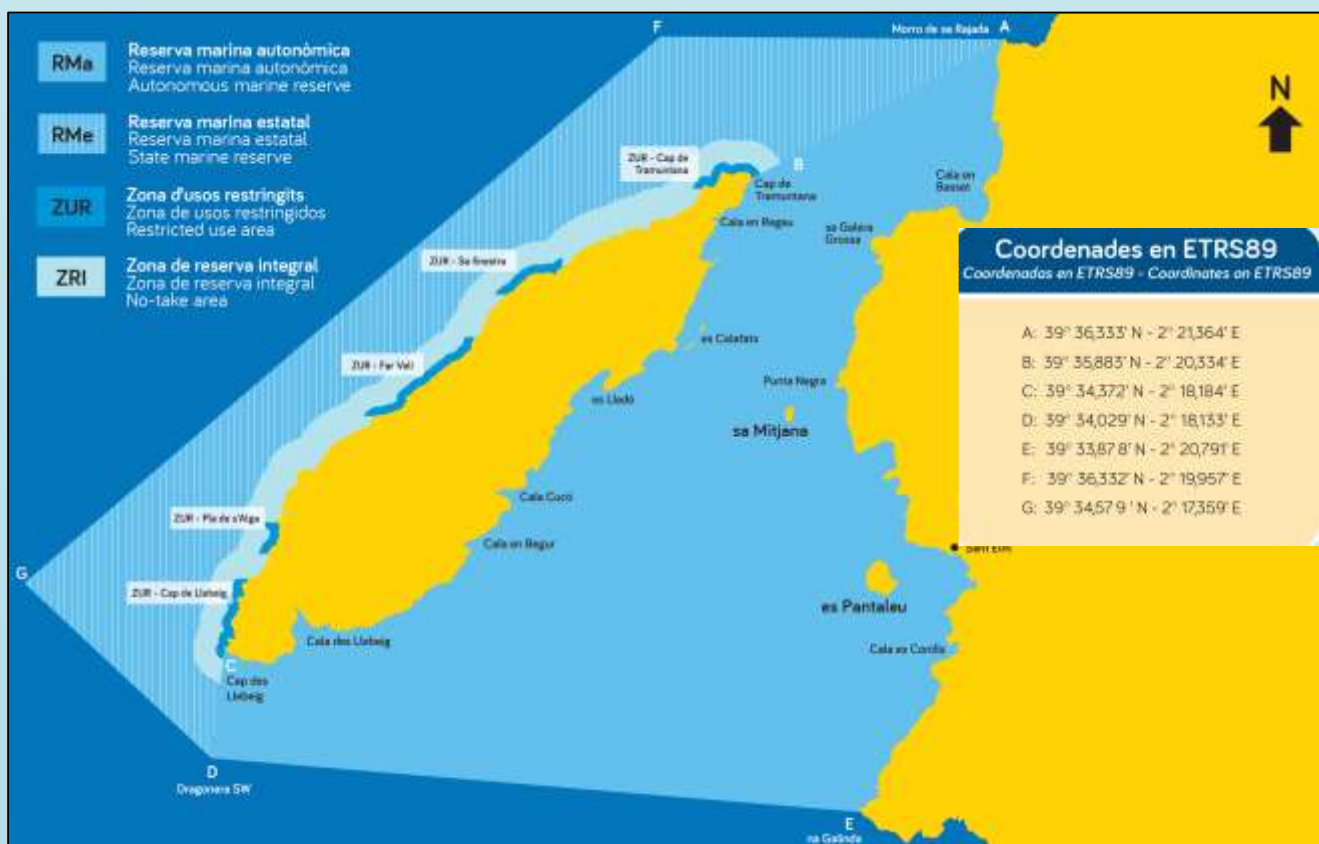 RMa
Reserva marina autonòmica
Reserva marina autonómica
Autonomous marine reserve
RMe
Reserva marina estatal
Reserva marina estatal
State marine reserve
ZUR
Zona d'usos restringits
Zona de usos restringidos
Restricted use area
ZRI
Zona de reserva integral
Zona de reserva integral
No-take area
F
Morro de sa Rajada
A
N
ZUR - Cap de
Tramuntana
B
Cap de
Tramuntana
Cala en Basset
Cala en Regeu
sa Galera
Grossa
ZUR - Sa finestra
Coordenades en ETRS89
Coordenadas en ETRS89 - Coordinates on ETRS89
A: 39° 36,333' N - 2° 21,364' E
B: 39° 35,883' N - 2° 20,334' E
C: 39° 34,372' N - 2° 18,184' E
D: 39° 34,029' N - 2° 18,133' E
E: 39° 33,878' N - 2° 20,791' E
F: 39° 36,332' N - 2° 19,957' E
G: 39° 34,579' N - 2° 17,359' E
es Calafats
ZUR - Far Vell
Punta Negra
es Lladó
sa Mitjana
Cala Cucó
ZUR - Pla de s'Alga
Cala en Begur
Sant Elm
G
ZUR - Cap de Llebeig
es Pantaleu
Cala des Llebeig
Cala es Conills
C
Cap des
Llebeig
D
Dragonera SW
E
na Galinda